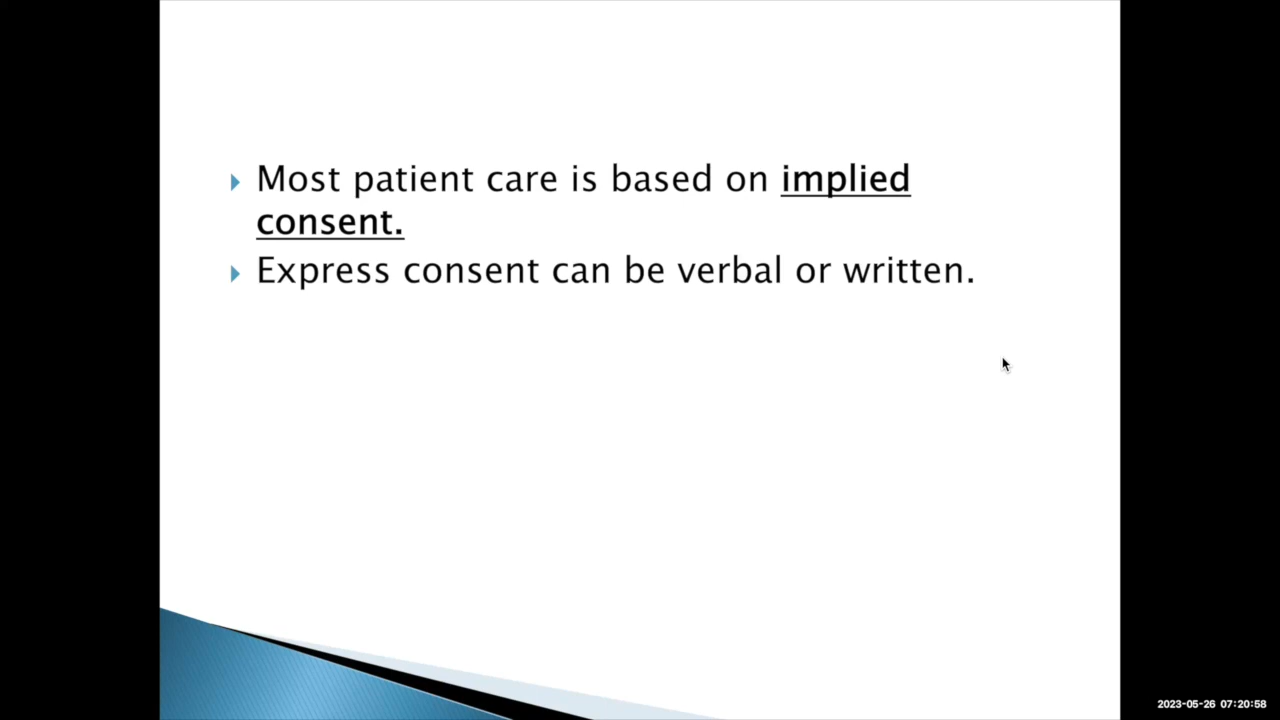 Most patient care is based on implied
consent.
Express consent can be verbal or written.
2023-05-26 07:20:58